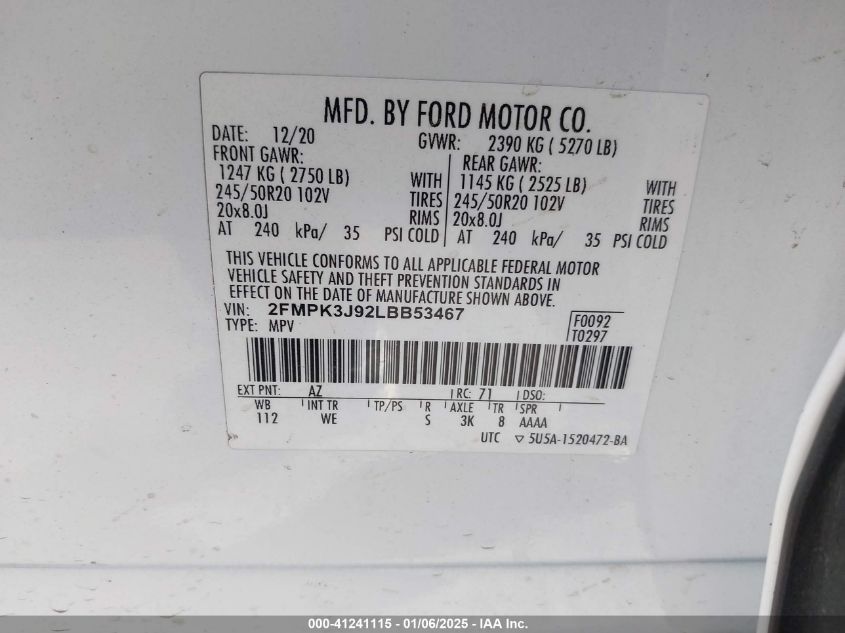 MFD. BY FORD MOTOR CO.
DATE: 12/20 GVWR: 2390 KG ( 5270 LB)
FRONT GAWR: REAR GAWR:
1247 KG ( 2750 LB) WITH 1145 KG ( 2525 LB) WITH
245/50R20 102V TIRES 245/50R20 102V TIRES
20x8.0J RIMS 20x8.0J RIMS
AT 240 kPa/ 35 PSI COLD AT 240 kPa/ 35 PSI COLD
THIS VEHICLE CONFORMS TO ALL APPLICABLE FEDERAL MOTOR
VEHICLE SAFETY AND THEFT PREVENTION STANDARDS IN
EFFECT ON THE DATE OF MANUFACTURE SHOWN ABOVE.
VIN: 2FMPK3J92LBB53467 F0092
TYPE: MPV T0297
EXT PNT: AZ RC: 71 DSO:
WB INT TR TP/PS R AXLE TR SPR
112 WE S 3K 8 AAAA
UTC ▽ 5U5A-1520472-BA
000-41241115 - 01/06/2025 - IAA Inc.